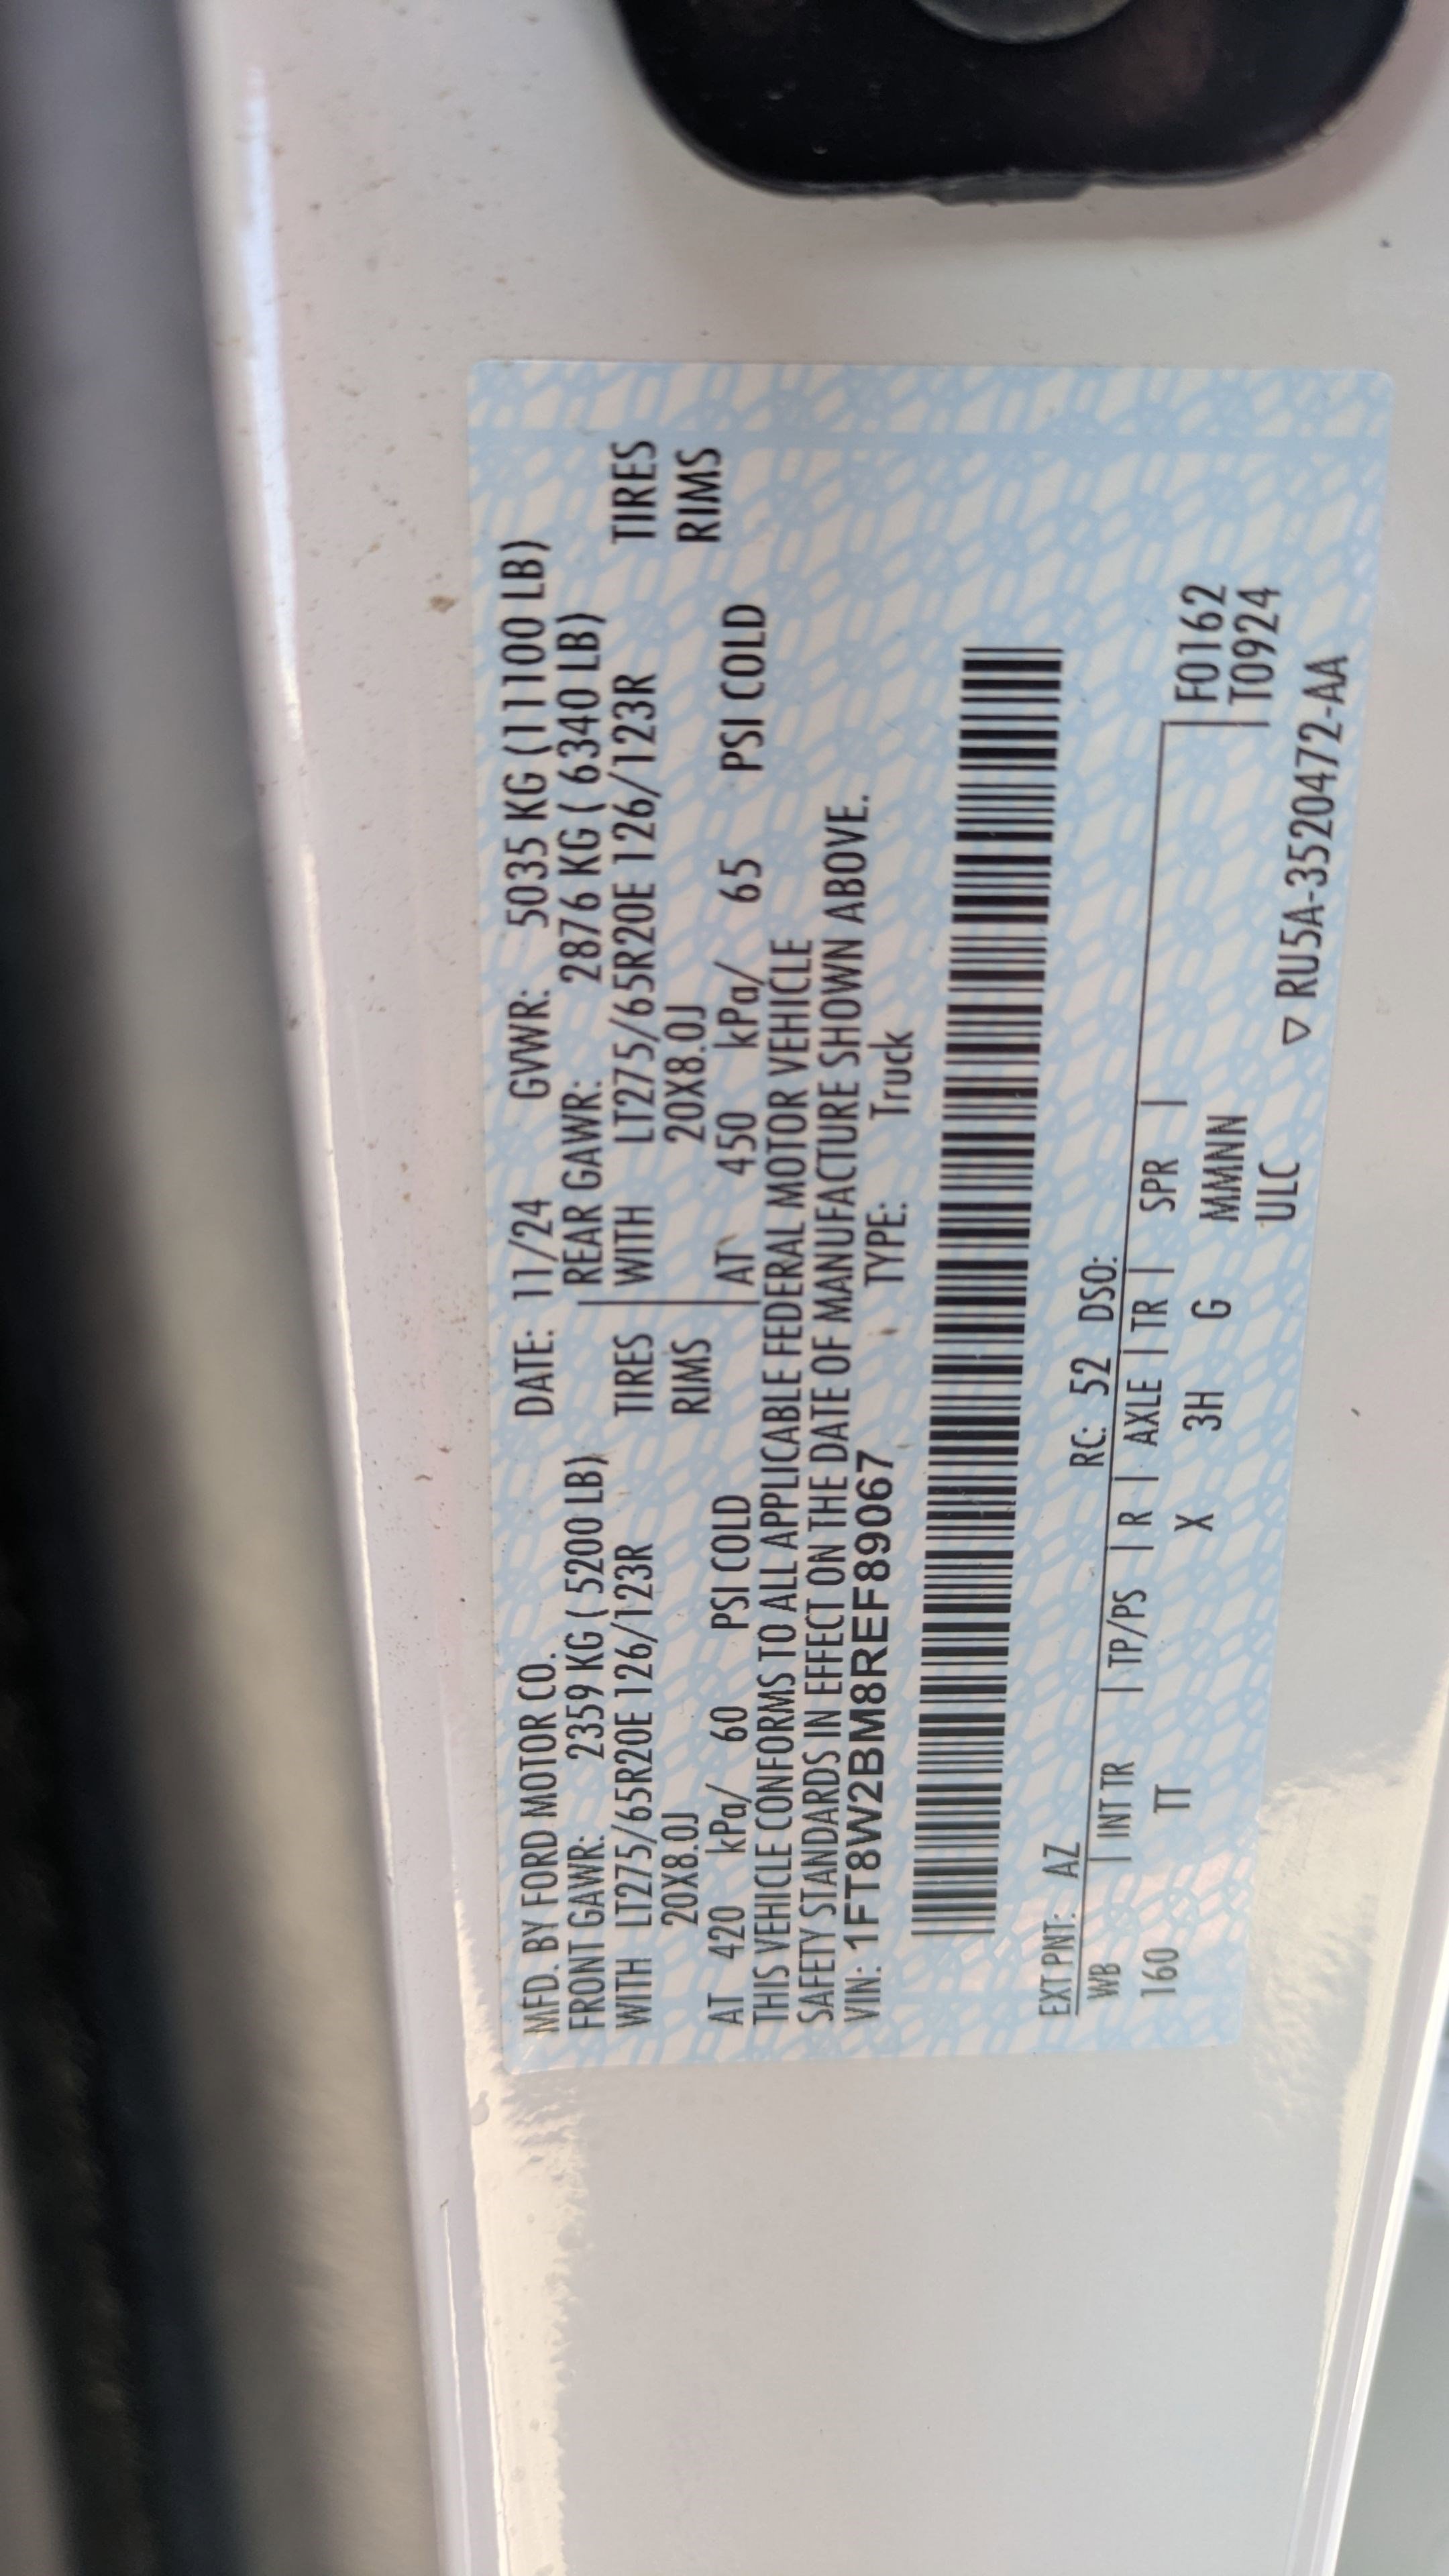 MFD. BY FORD MOTOR CO. DATE: 11/24 GVWR: 5035 KG (11100 LB)
FRONT GAWR: 2359 KG ( 5200 LB) REAR GAWR: 2876 KG ( 6340 LB)
WITH LT275/65R20E 126/123R TIRES WITH LT275/65R20E 126/123R TIRES
20X8.0J RIMS 20X8.0J RIMS
AT 420 kPa/ 60 PSI COLD AT 450 kPa/ 65 PSI COLD
THIS VEHICLE CONFORMS TO ALL APPLICABLE FEDERAL MOTOR VEHICLE
SAFETY STANDARDS IN EFFECT ON THE DATE OF MANUFACTURE SHOWN ABOVE.
VIN: 1FT8W2BM8REF89067 TYPE: Truck
EXT PNT: AZ RC: 52 DSO:
WB | INT TR | TP/PS | R | AXLE | TR | SPR | F0162
160 TT X 3H G MMNN T0924
ULC ▽ RU5A-3520472-AA